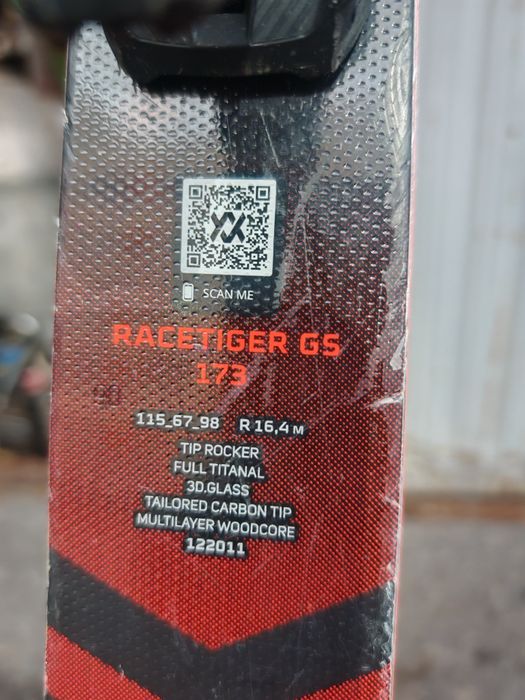 SCAN ME
RACETIGER GS
173
115_67_98 R 16,4 M
TIP ROCKER
FULL TITANAL
3D.GLASS
TAILORED CARBON TIP
MULTILAYER WOODCORE
122011